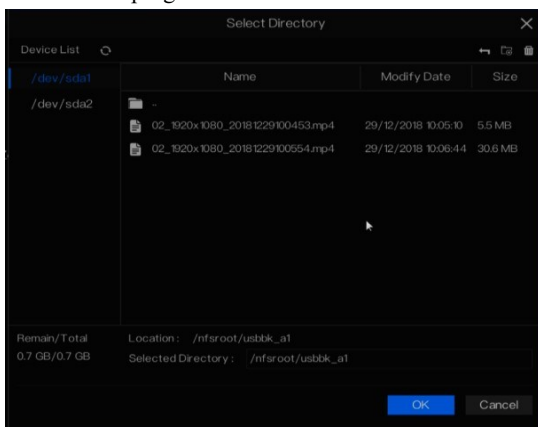 Select Directory
Device List
Name Modify Date Size
/dev/sda1
/dev/sda2
..
02_1920x1080_20181229100453.mp4 29/12/2018 10:05:10 5.5 MB
02_1920x1080_20181229100554.mp4 29/12/2018 10:06:44 30.6 MB
Remain/Total
0.7 GB/0.7 GB
Location : /nfsroot/usbbk_a1
Selected Directory : /nfsroot/usbbk_a1
OK Cancel